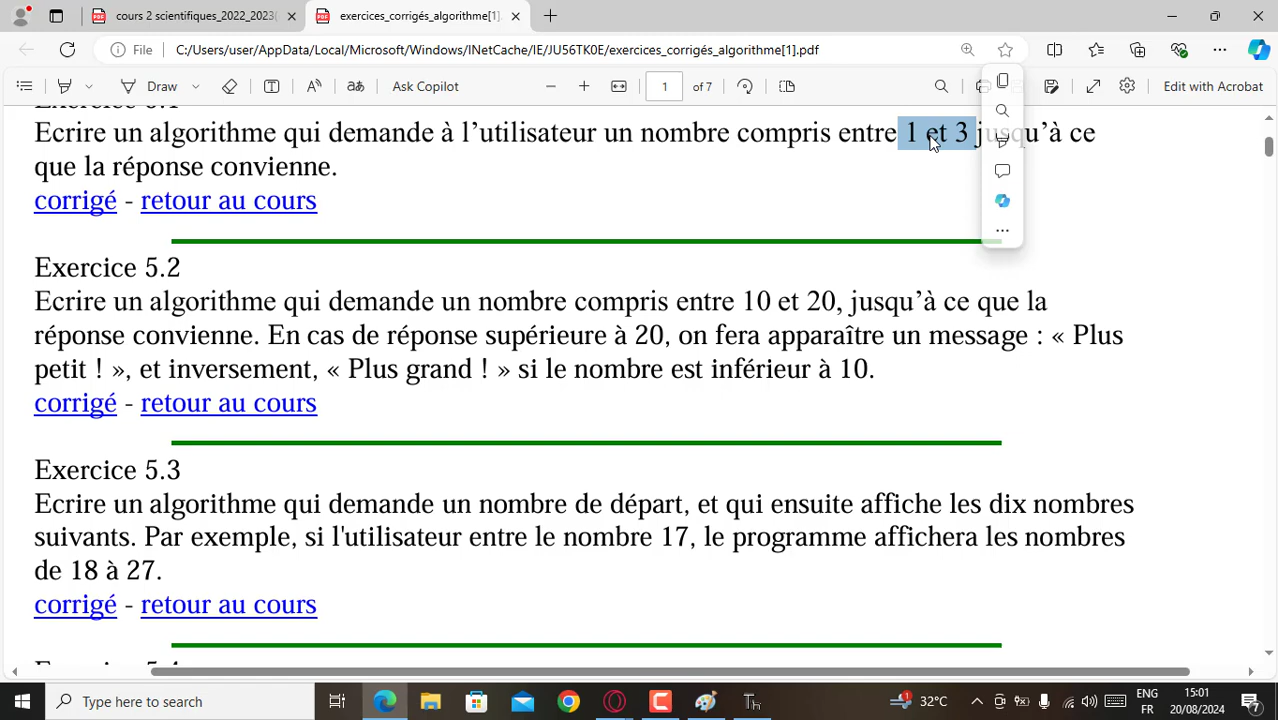 cours 2 scientifiques_2022_2023(
exercices_corrigés_algorithme[1].
File
C:/Users/user/AppData/Local/Microsoft/Windows/INetCache/IE/JU56TK0E/exercices_corrigés_algorithme[1].pdf
Draw
Ask Copilot
1 of 7
Edit with Acrobat
Ecrire un algorithme qui demande à l’utilisateur un nombre compris entre 1 et 3 jusqu’à ce
que la réponse convienne.
corrigé - retour au cours
Exercice 5.2
Ecrire un algorithme qui demande un nombre compris entre 10 et 20, jusqu’à ce que la
réponse convienne. En cas de réponse supérieure à 20, on fera apparaître un message : « Plus
petit ! », et inversement, « Plus grand ! » si le nombre est inférieur à 10.
corrigé - retour au cours
Exercice 5.3
Ecrire un algorithme qui demande un nombre de départ, et qui ensuite affiche les dix nombres
suivants. Par exemple, si l'utilisateur entre le nombre 17, le programme affichera les nombres
de 18 à 27.
corrigé - retour au cours
Type here to search
Th
1
32°C
ENG
FR
15:01
20/08/2024
7